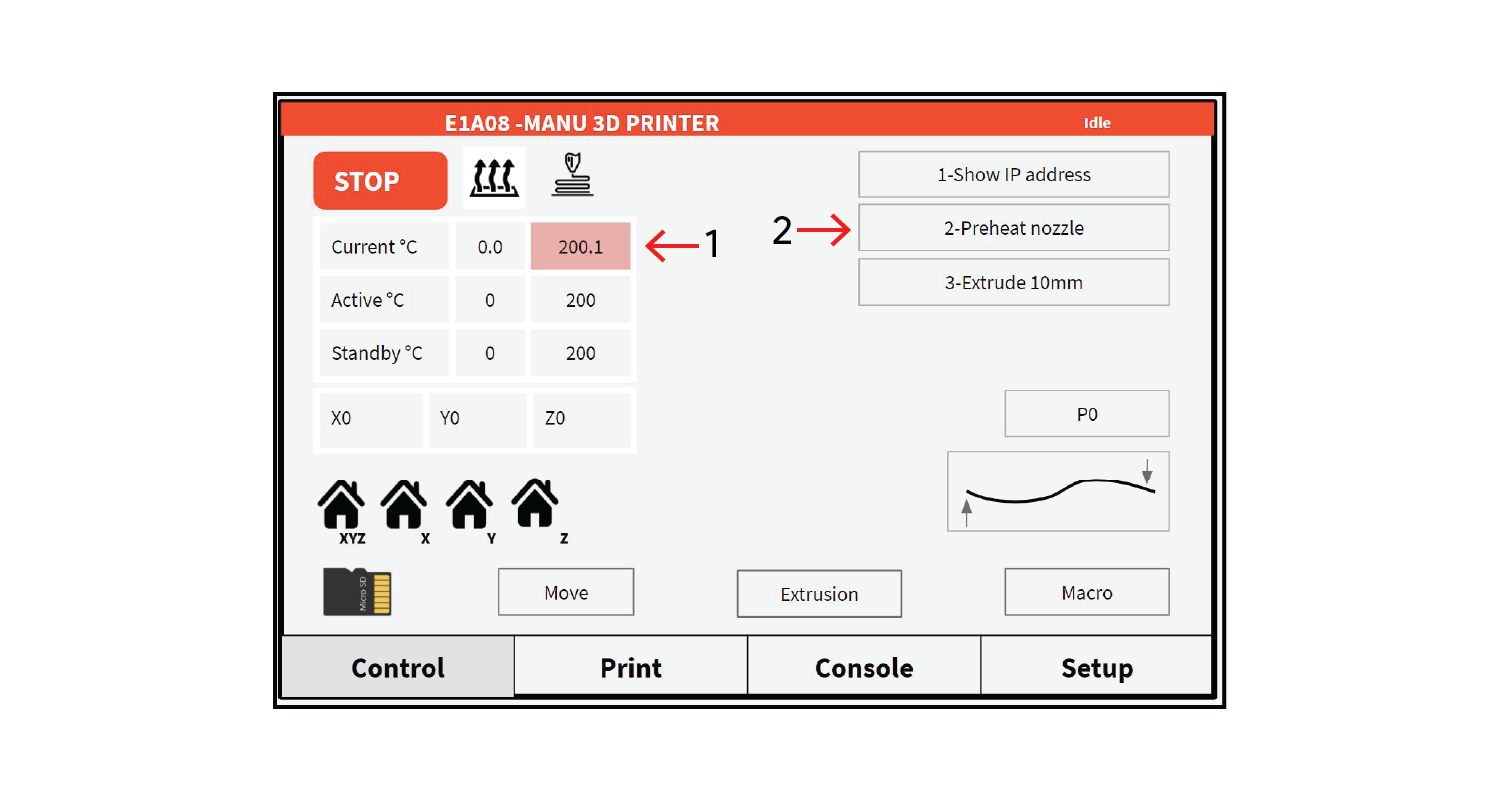 E1A08 -MANU 3D PRINTER Idle
STOP
1-Show IP address
Current °C 0.0 200.1
1
2
2-Preheat nozzle
Active °C 0 200
3-Extrude 10mm
Standby °C 0 200
X0 Y0 Z0
P0
XYZ X Y Z
Micro SD
Move Extrusion Macro
Control Print Console Setup